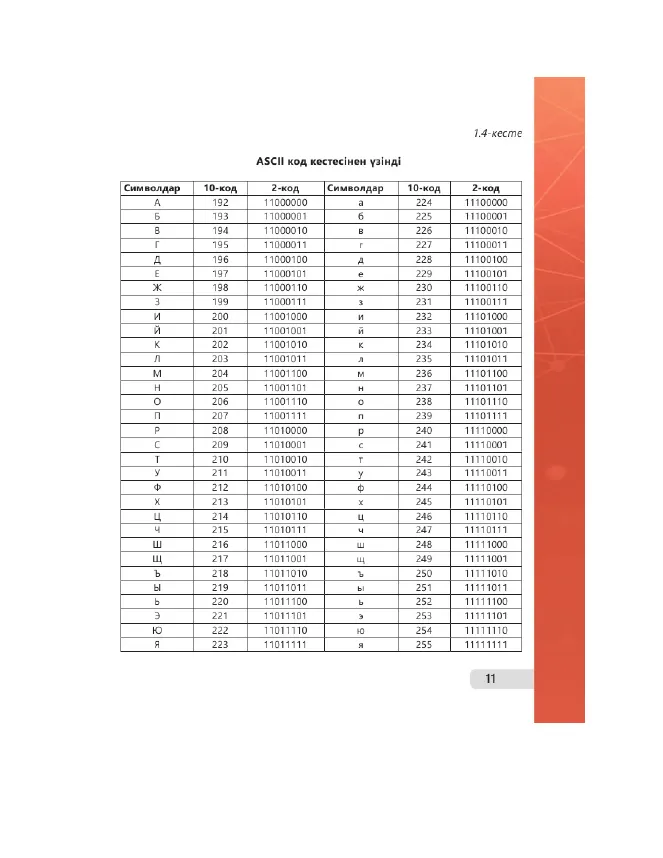 1.4-кесте
ASCII код кестесінен үзінді
Символдар 10-код 2-код Символдар 10-код 2-код
А 192 11000000 а 224 11100000
Б 193 11000001 б 225 11100001
В 194 11000010 в 226 11100010
Г 195 11000011 г 227 11100011
Д 196 11000100 д 228 11100100
Е 197 11000101 е 229 11100101
Ж 198 11000110 ж 230 11100110
З 199 11000111 з 231 11100111
И 200 11001000 и 232 11101000
Й 201 11001001 й 233 11101001
К 202 11001010 к 234 11101010
Л 203 11001011 л 235 11101011
М 204 11001100 м 236 11101100
Н 205 11001101 н 237 11101101
О 206 11001110 о 238 11101110
П 207 11001111 п 239 11101111
Р 208 11010000 р 240 11110000
С 209 11010001 с 241 11110001
Т 210 11010010 т 242 11110010
У 211 11010011 у 243 11110011
Ф 212 11010100 ф 244 11110100
Х 213 11010101 х 245 11110101
Ц 214 11010110 ц 246 11110110
Ч 215 11010111 ч 247 11110111
Ш 216 11011000 ш 248 11111000
Щ 217 11011001 щ 249 11111001
Ъ 218 11011010 ъ 250 11111010
Ы 219 11011011 ы 251 11111011
Ь 220 11011100 ь 252 11111100
Э 221 11011101 э 253 11111101
Ю 222 11011110 ю 254 11111110
Я 223 11011111 я 255 11111111
11